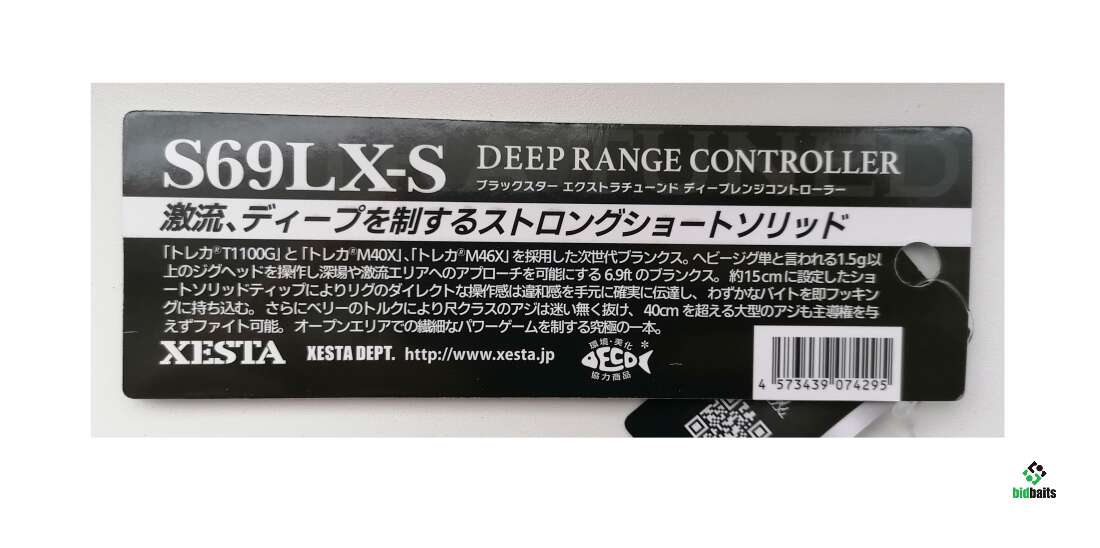 S69LX-S DEEP RANGE CONTROLLER
ブラックスター エクストラチューンド ディープレンジコントローラー
激流、ディープを制するストロングショートソリッド
「トレカ®T1100G」と「トレカ®M40X」、「トレカ®M46X」を採用した次世代ブランクス。ヘビージグ単と言われる1.5g以
上のジグヘッドを操作し深場や激流エリアへのアプローチを可能にする6.9ftのブランクス。約15cmに設定したショ
ートソリッドティップによりリグのダイレクトな操作感は違和感を手元に確実に伝達し、わずかなバイトを即フッキン
グに持ち込む。さらにベリーのトルクにより尺クラスのアジは迷い無く抜け、40cmを超える大型のアジも主導権を与
えずファイト可能。オープンエリアでの繊細なパワーゲームを制する究極の一本。
XESTA XESTA DEPT. http://www.xesta.jp
環境・美化
ECO
協力商品
4 573439 074295
bidbaits